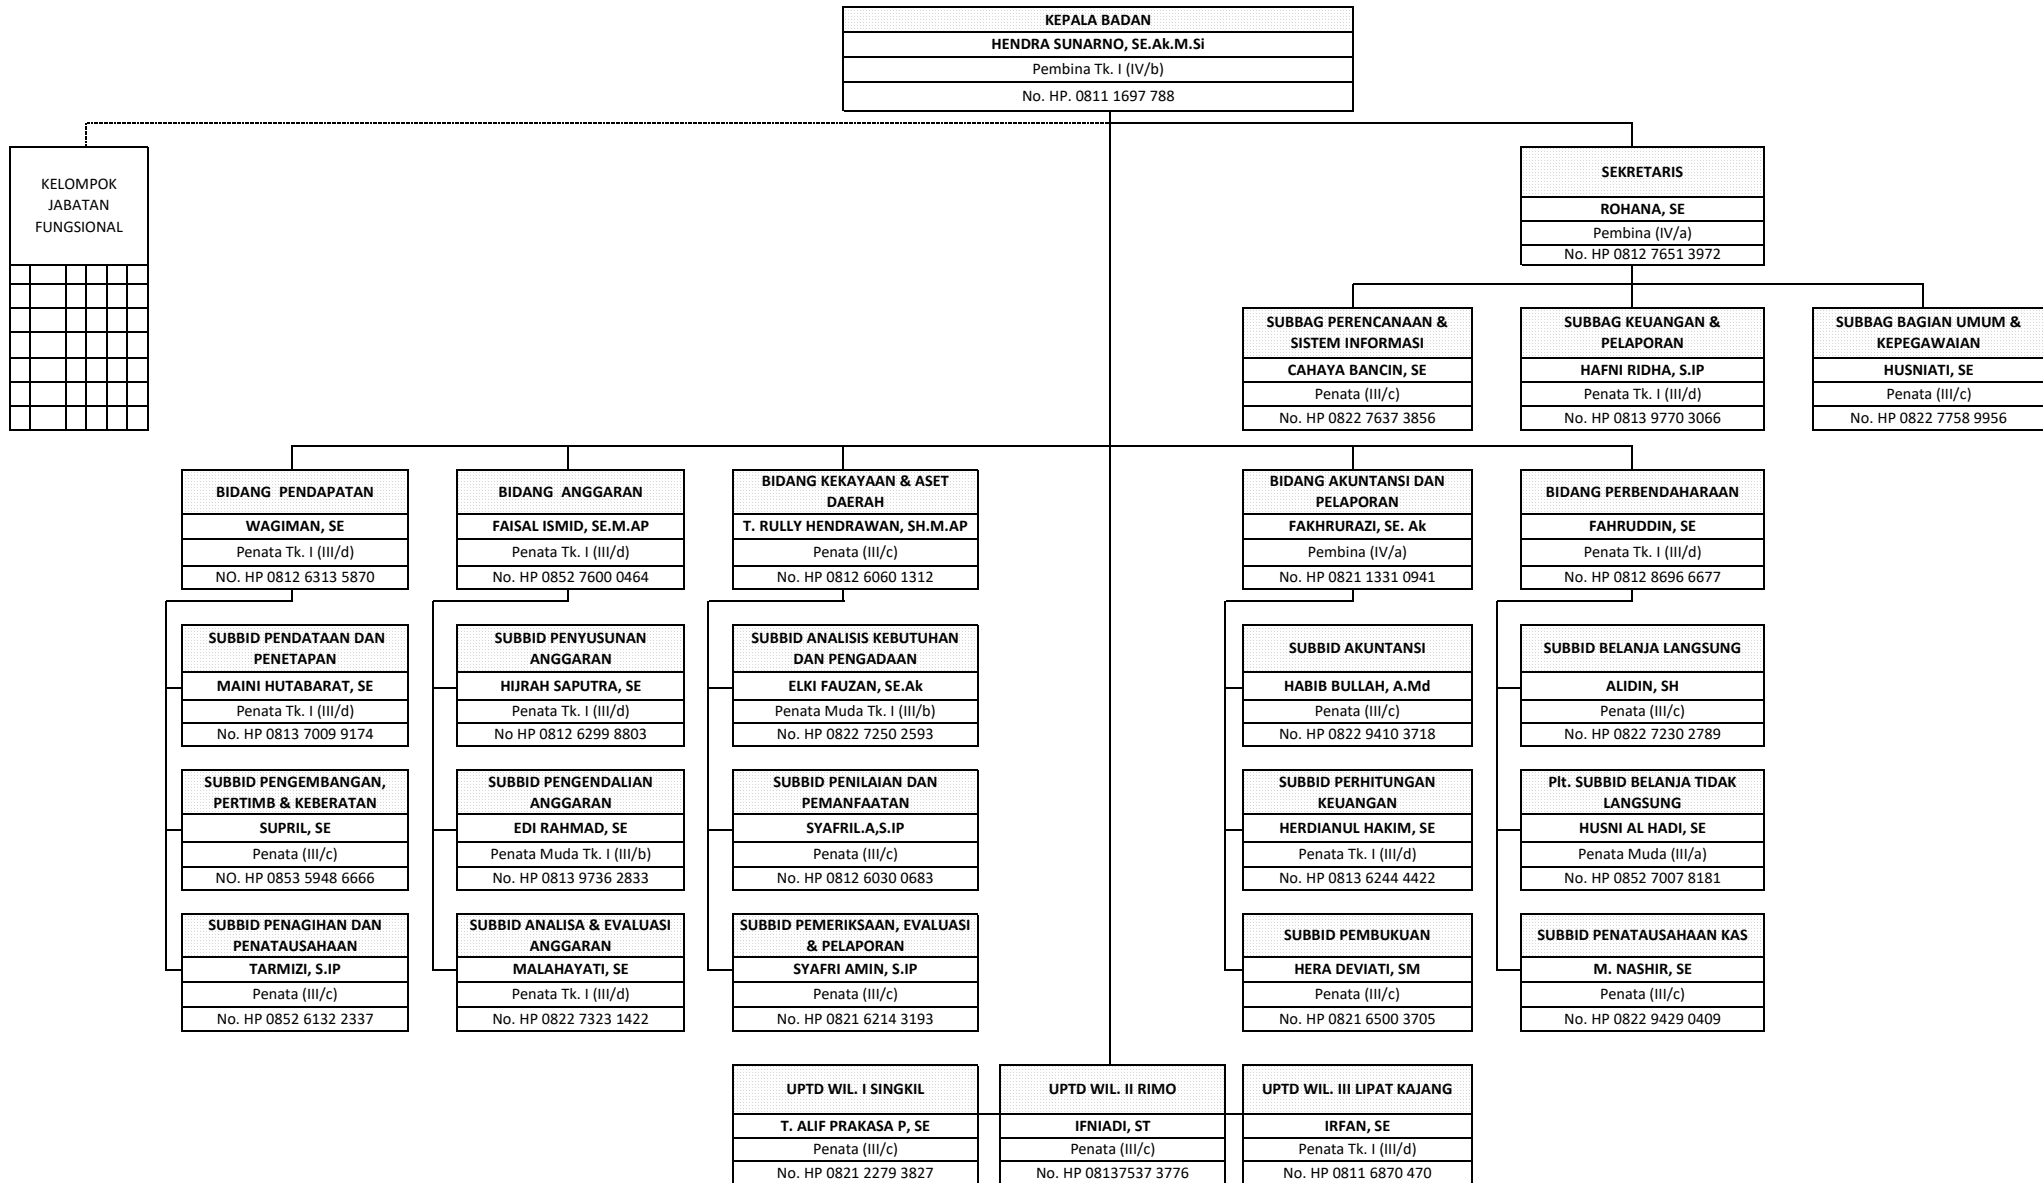 KEPALA BADAN
HENDRA SUNARNO, SE.Ak.M.Si
Pembina Tk. I (IV/b)
No. HP. 0811 1697 788
KELOMPOK
JABATAN
FUNGSIONAL
SEKRETARIS
ROHANA, SE
Pembina (IV/a)
No. HP 0812 7651 3972
SUBBAG PERENCANAAN &
SISTEM INFORMASI
CAHAYA BANCIN, SE
Penata (III/c)
No. HP 0822 7637 3856
SUBBAG KEUANGAN &
PELAPORAN
HAFNI RIDHA, S.IP
Penata Tk. I (III/d)
No. HP 0813 9770 3066
SUBBAG BAGIAN UMUM &
KEPEGAWAIAN
HUSNIATI, SE
Penata (III/c)
No. HP 0822 7758 9956
BIDANG  PENDAPATAN
WAGIMAN, SE
Penata Tk. I (III/d)
NO. HP 0812 6313 5870
BIDANG  ANGGARAN
FAISAL ISMID, SE.M.AP
Penata Tk. I (III/d)
No. HP 0852 7600 0464
BIDANG KEKAYAAN & ASET
DAERAH
T. RULLY HENDRAWAN, SH.M.AP
Penata (III/c)
No. HP 0812 6060 1312
BIDANG AKUNTANSI DAN
PELAPORAN
FAKHRURAZI, SE. Ak
Pembina (IV/a)
No. HP 0821 1331 0941
BIDANG PERBENDAHARAAN
FAHRUDDIN, SE
Penata Tk. I (III/d)
No. HP 0812 8696 6677
SUBBID PENDATAAN DAN
PENETAPAN
MAINI HUTABARAT, SE
Penata Tk. I (III/d)
No. HP 0813 7009 9174
SUBBID PENYUSUNAN
ANGGARAN
HIJRAH SAPUTRA, SE
Penata Tk. I (III/d)
No HP 0812 6299 8803
SUBBID ANALISIS KEBUTUHAN
DAN PENGADAAN
ELKI FAUZAN, SE.Ak
Penata Muda Tk. I (III/b)
No. HP 0822 7250 2593
SUBBID AKUNTANSI
HABIB BULLAH, A.Md
Penata (III/c)
No. HP 0822 9410 3718
SUBBID BELANJA LANGSUNG
ALIDIN, SH
Penata (III/c)
No. HP 0822 7230 2789
SUBBID PENGEMBANGAN,
PERTIMB & KEBERATAN
SUPRIL, SE
Penata (III/c)
NO. HP 0853 5948 6666
SUBBID PENGENDALIAN
ANGGARAN
EDI RAHMAD, SE
Penata Muda Tk. I (III/b)
No. HP 0813 9736 2833
SUBBID PENILAIAN DAN
PEMANFAATAN
SYAFRIL.A,S.IP
Penata (III/c)
No. HP 0812 6030 0683
SUBBID PERHITUNGAN
KEUANGAN
HERDIANUL HAKIM, SE
Penata Tk. I (III/d)
No. HP 0813 6244 4422
Plt. SUBBID BELANJA TIDAK
LANGSUNG
HUSNI AL HADI, SE
Penata Muda (III/a)
No. HP 0852 7007 8181
SUBBID PENAGIHAN DAN
PENATAUSAHAAN
TARMIZI, S.IP
Penata (III/c)
No. HP 0852 6132 2337
SUBBID ANALISA & EVALUASI
ANGGARAN
MALAHAYATI, SE
Penata Tk. I (III/d)
No. HP 0822 7323 1422
SUBBID PEMERIKSAAN, EVALUASI
& PELAPORAN
SYAFRI AMIN, S.IP
Penata (III/c)
No. HP 0821 6214 3193
SUBBID PEMBUKUAN
HERA DEVIATI, SM
Penata (III/c)
No. HP 0821 6500 3705
SUBBID PENATAUSAHAAN KAS
M. NASHIR, SE
Penata (III/c)
No. HP 0822 9429 0409
UPTD WIL. I SINGKIL
T. ALIF PRAKASA P, SE
Penata (III/c)
No. HP 0821 2279 3827
UPTD WIL. II RIMO
IFNIADI, ST
Penata (III/c)
No. HP 08137537 3776
UPTD WIL. III LIPAT KAJANG
IRFAN, SE
Penata Tk. I (III/d)
No. HP 0811 6870 470